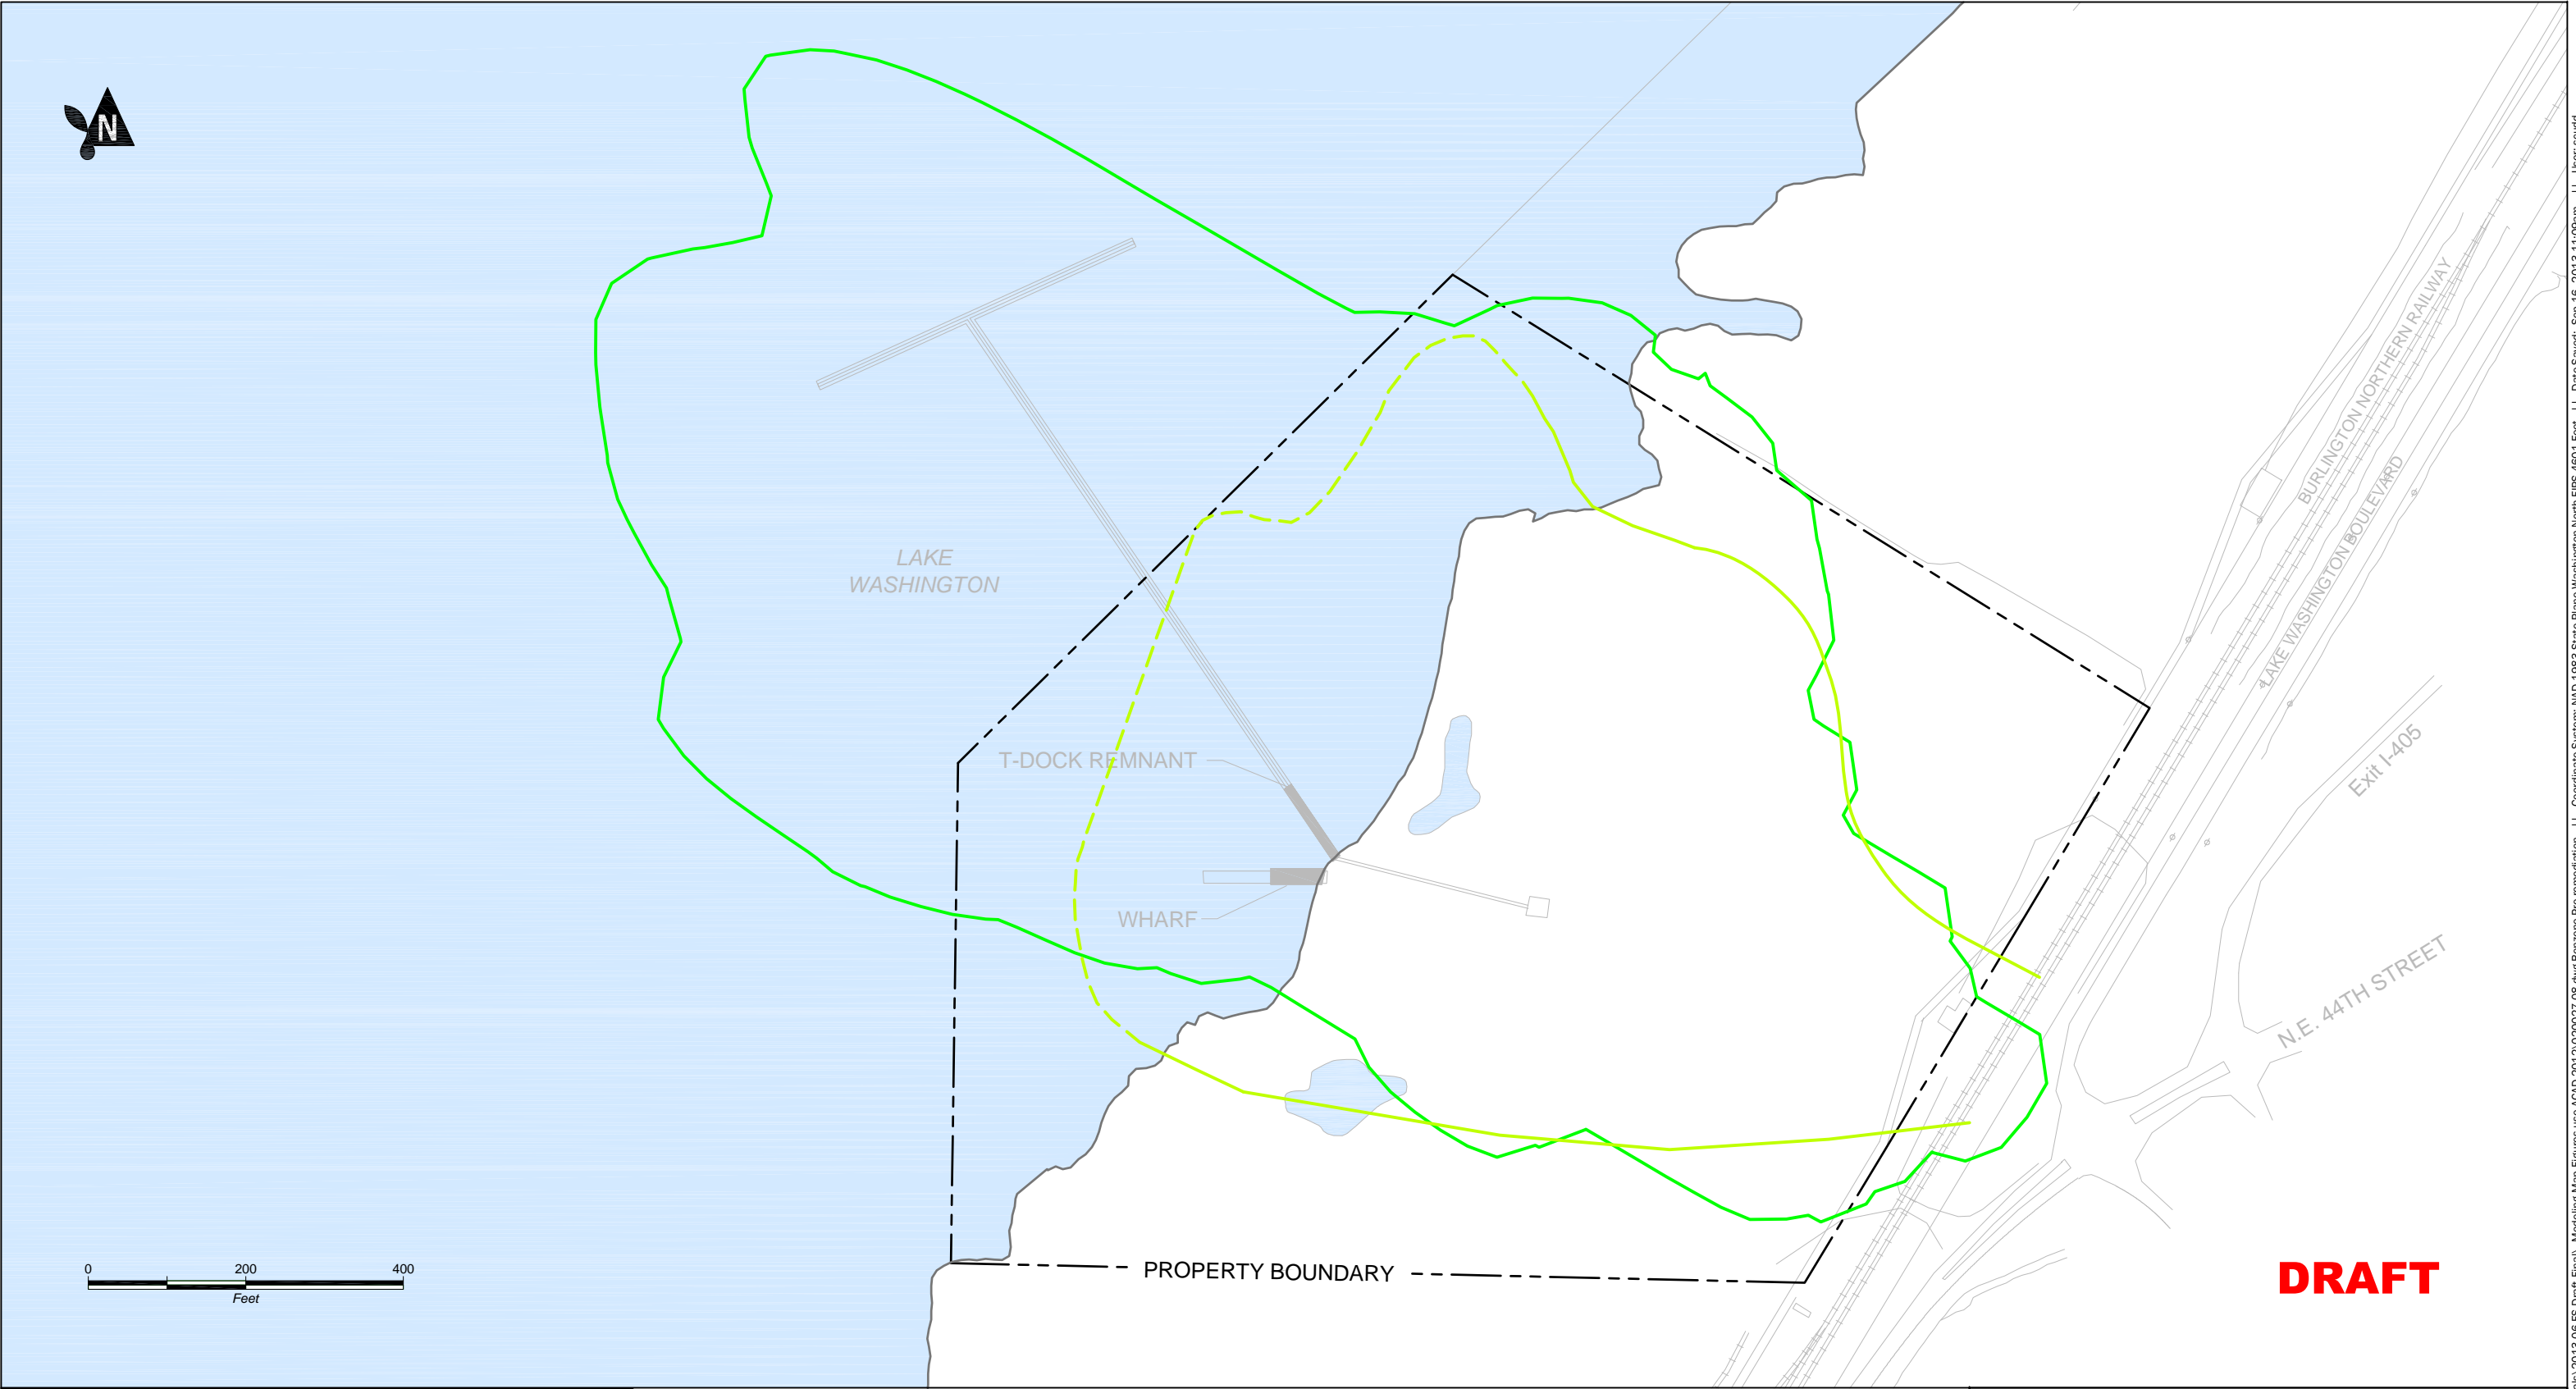 N
BURLINGTON NORTHERN RAILWAY
LAKE WASHINGTON BOULEVARD
LAKE
WASHINGTON
T-DOCK REMNANT
Exit I-405
WHARF
N.E. 44TH STREET
PROPERTY BOUNDARY
0 200 400
Feet
DRAFT